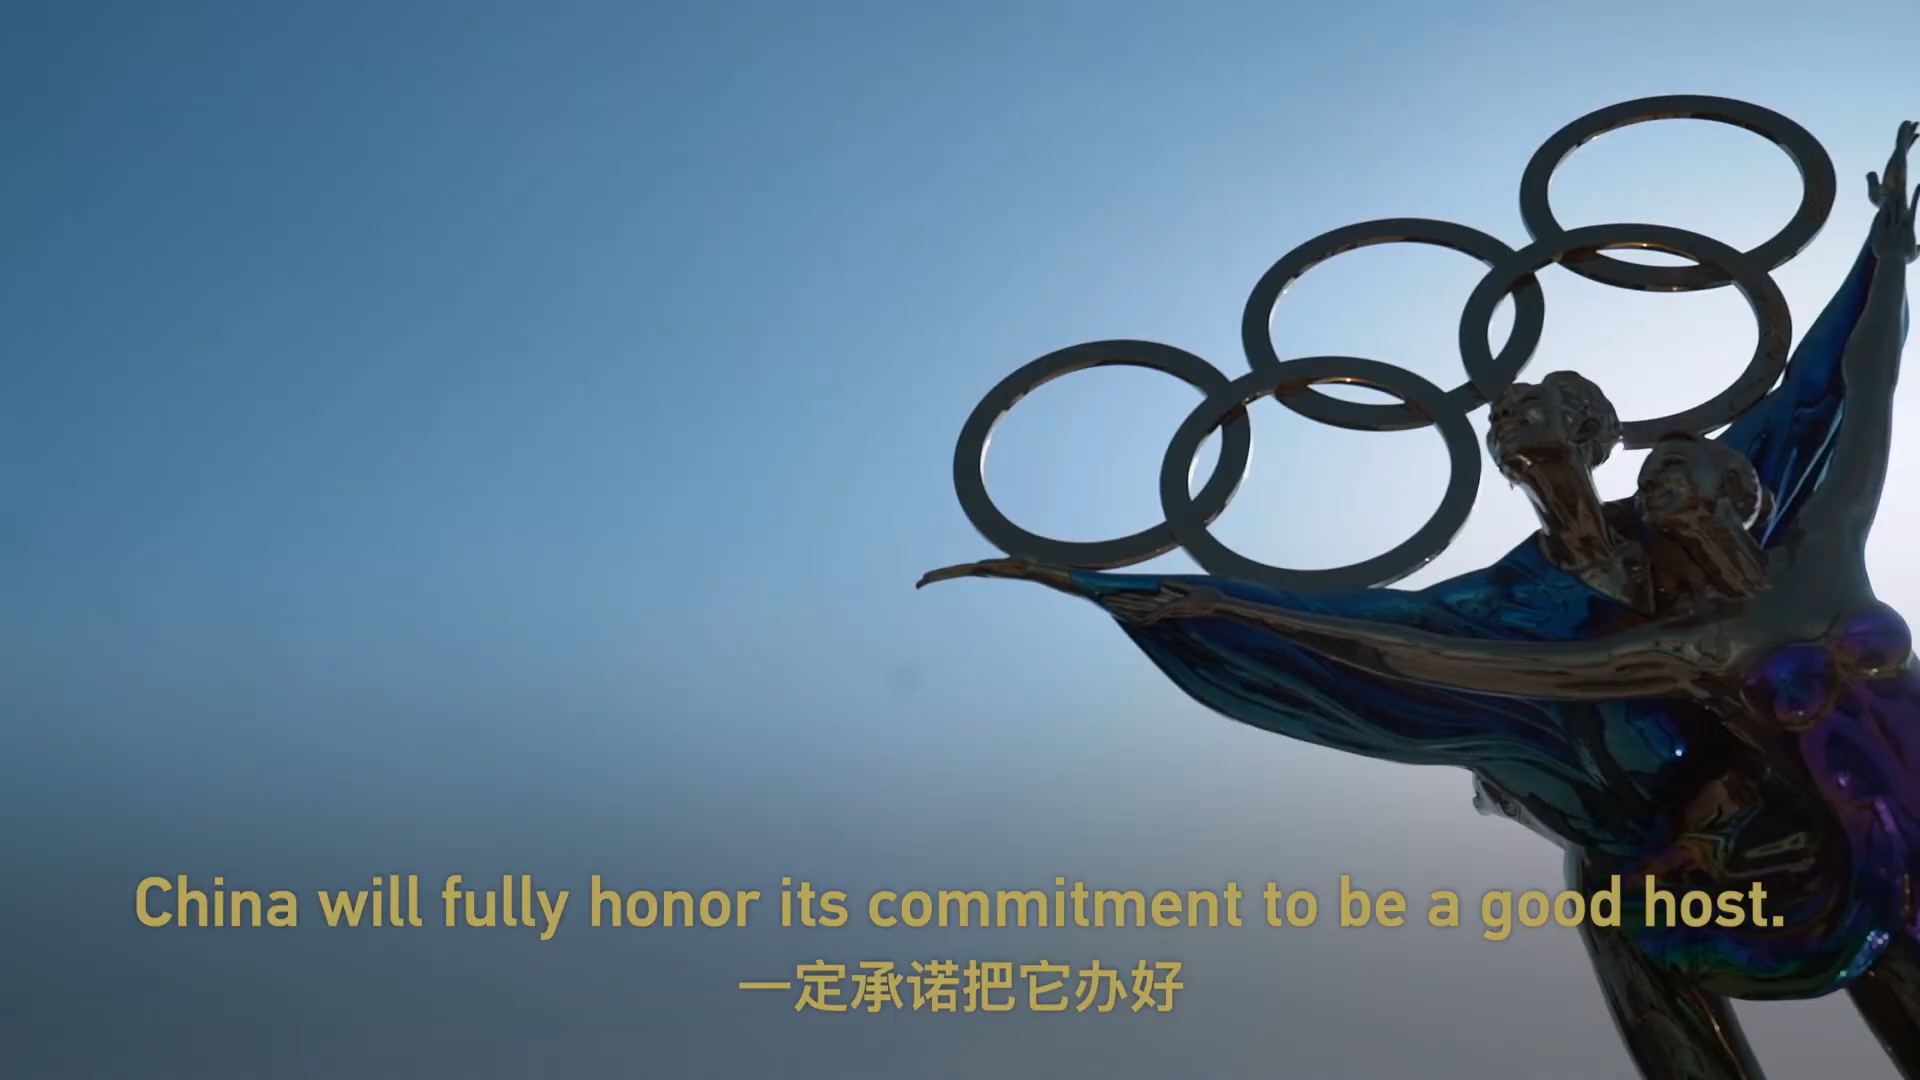 China will fully honor its commitment to be a good host.
一定承诺把它办好